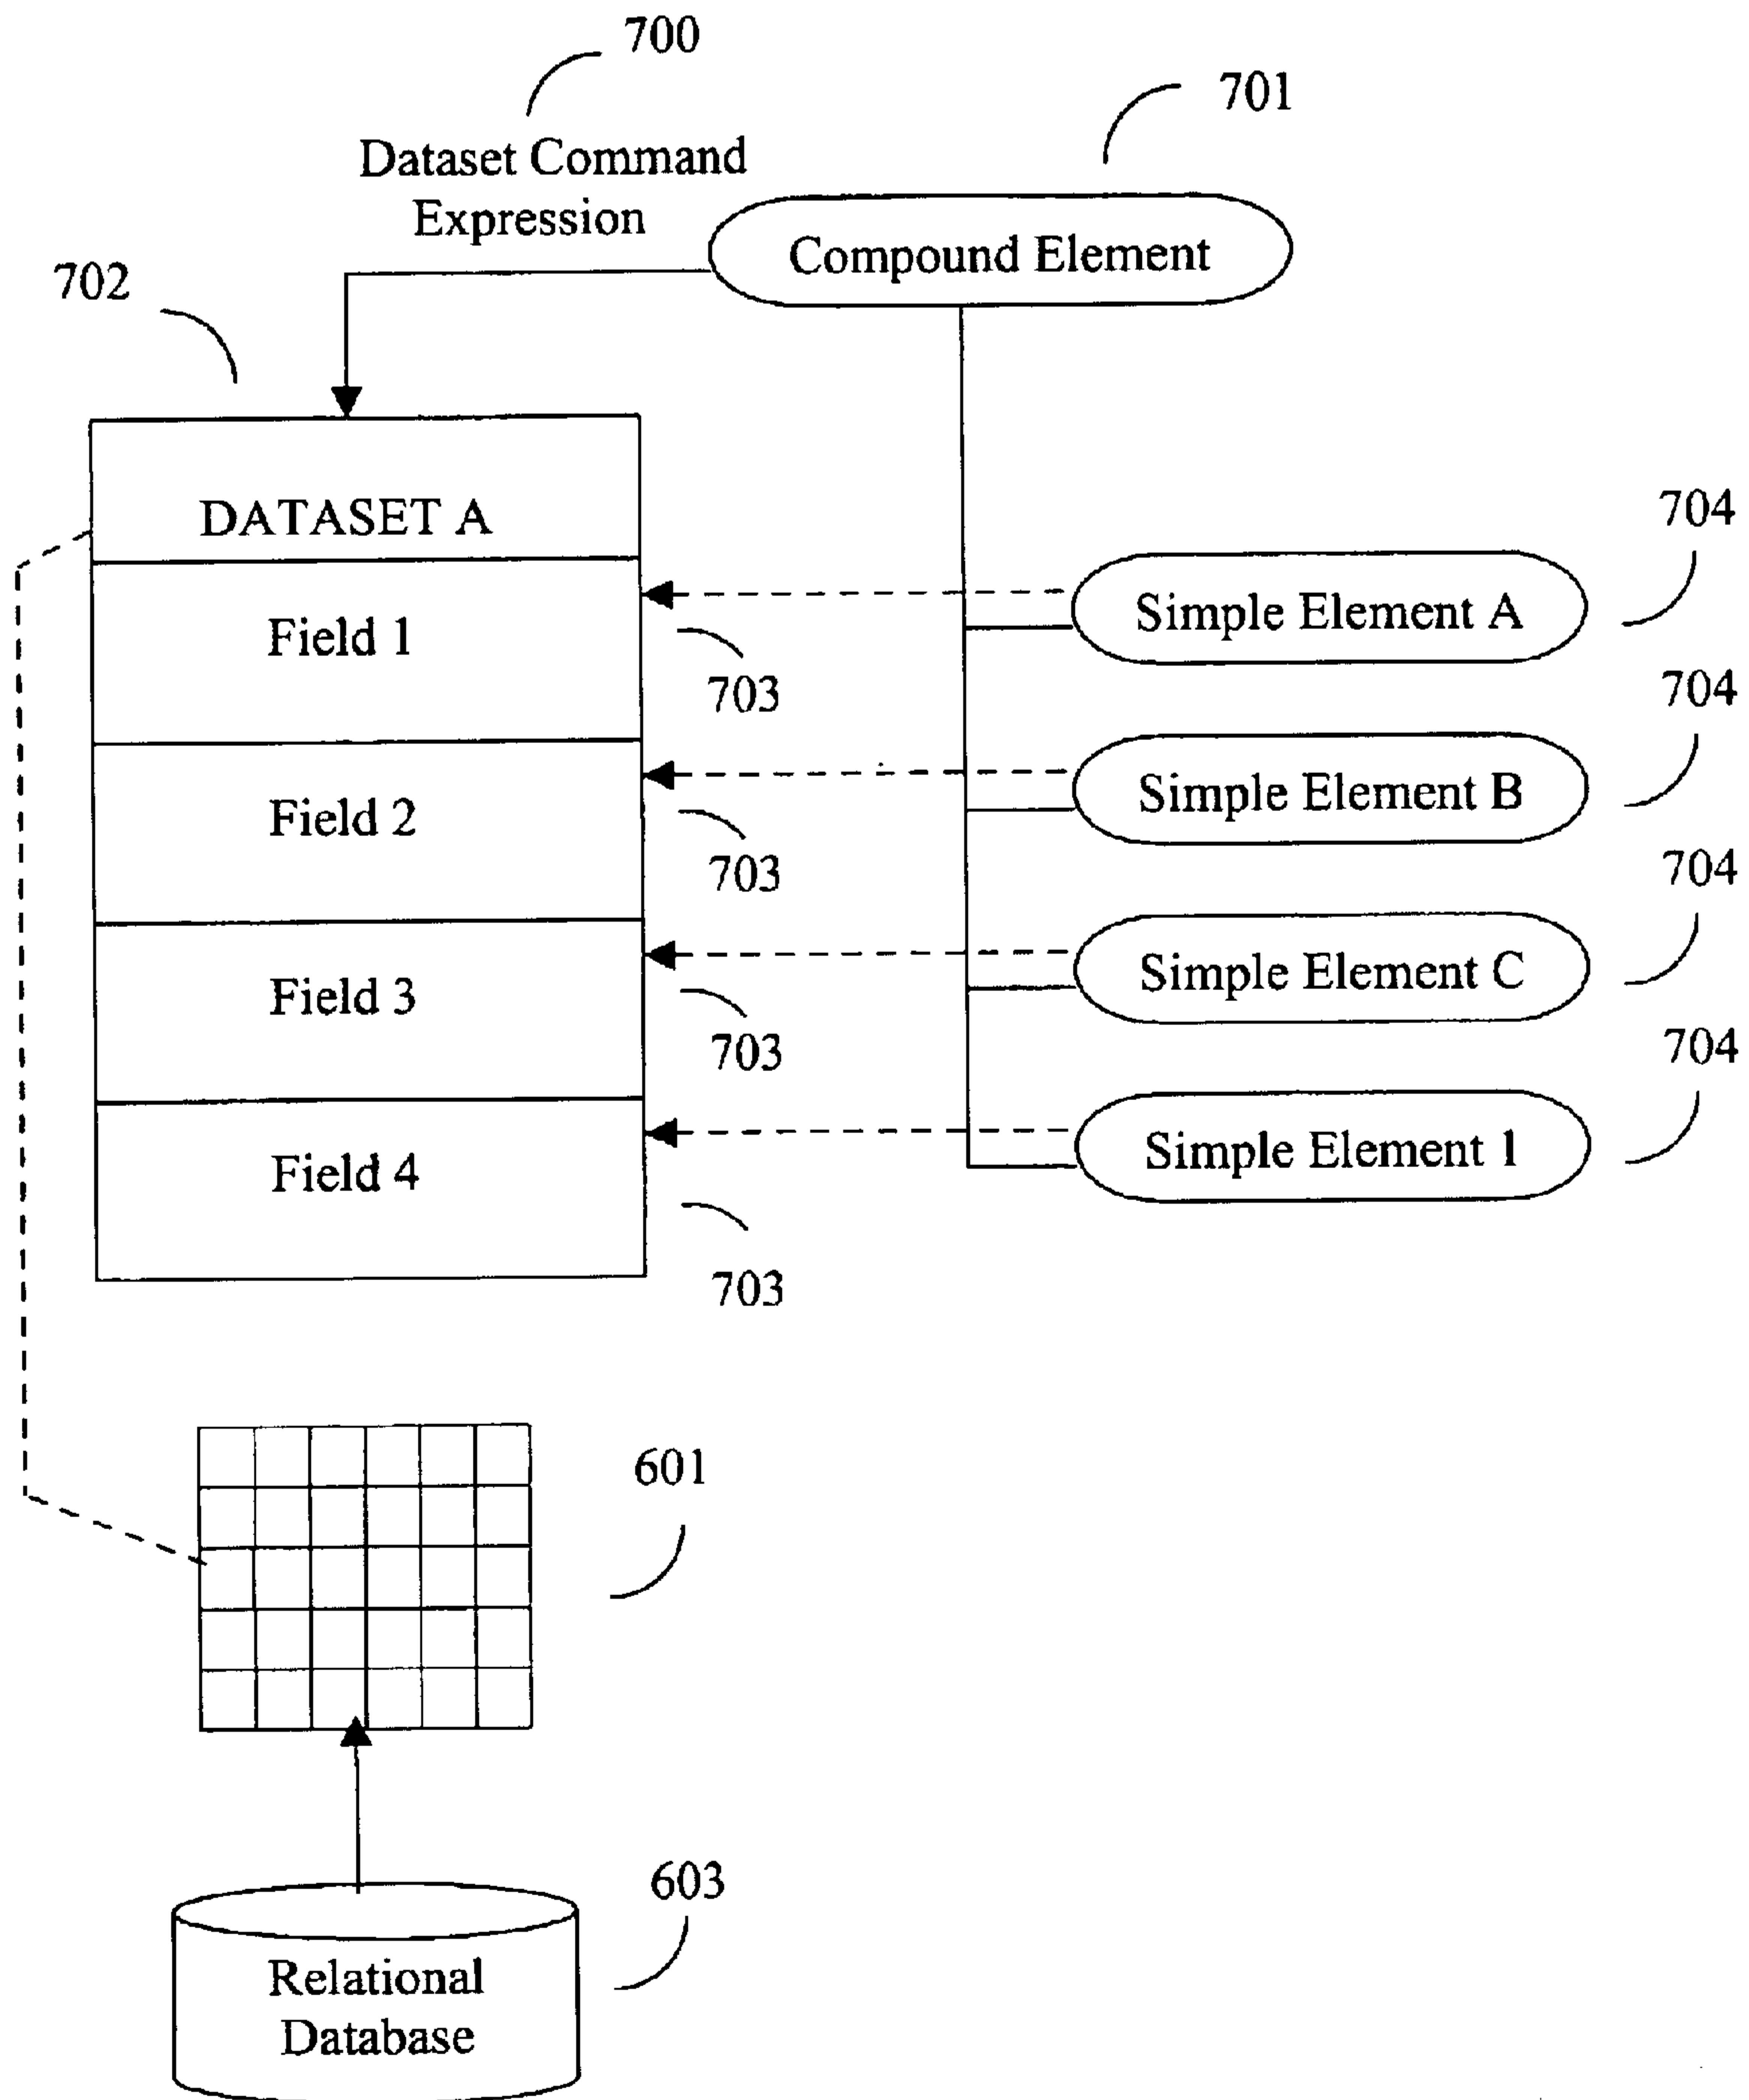 700
701
Dataset Command
Expression
Compound Element
702
DATASET A
704
Field 1
Simple Element A
703
704
Field 2
Simple Element B
703
704
Field 3
Simple Element C
703
704
Field 4
Simple Element 1
703
601
603
Relational
Database